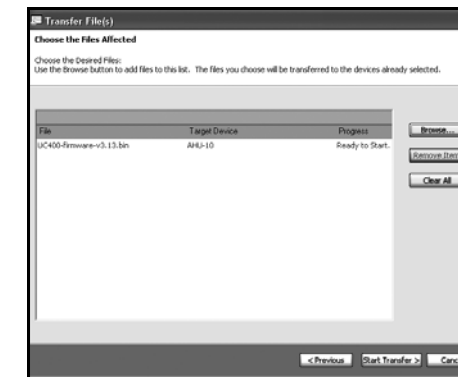 Transfer File(s)
Choose the Files Affected
Choose the Desired Files:
Use the Browse button to add files to this list. The files you choose will be transferred to the devices already selected.
File Target Device Progress
UC400-firmware-v3.13.bin AHU-10 Ready to Start.
Browse...
Remove Item
Clear All
< Previous Start Transfer > Canc